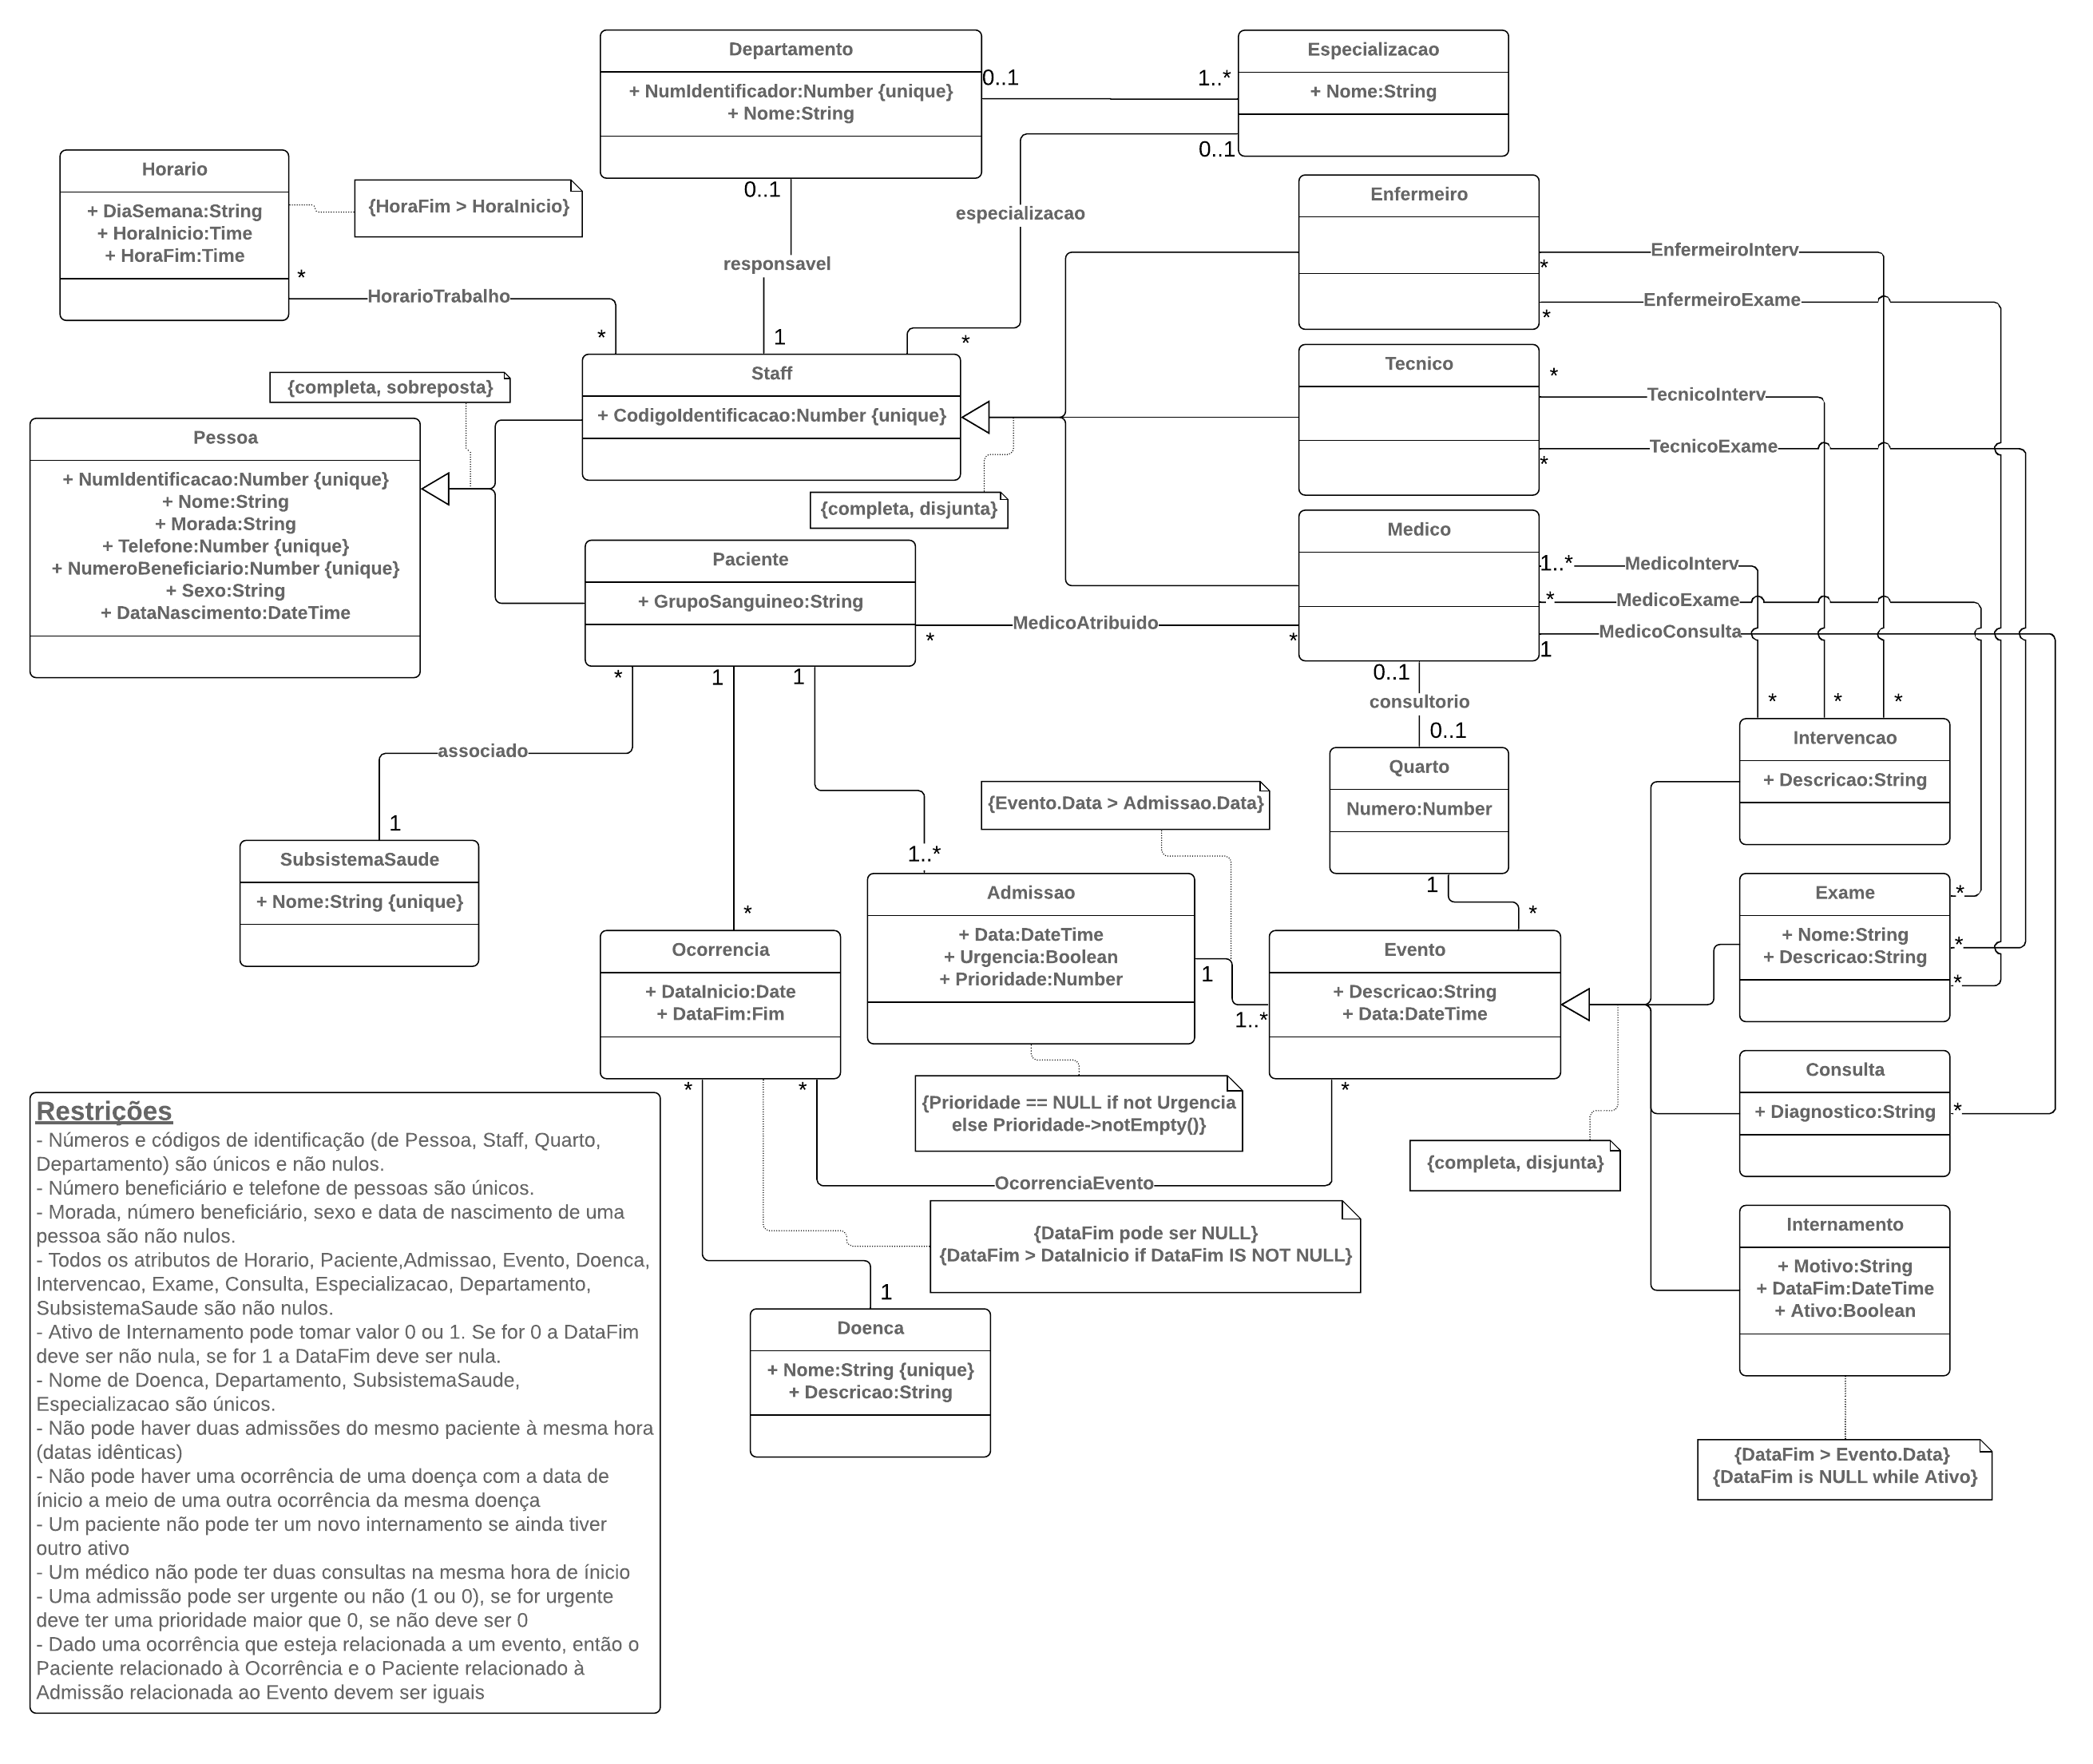 Departamento
+ NumIdentificador:Number {unique}
+ Nome:String
0..1
1..*
Especializacao
+ Nome:String
0..1
0..1
especializacao
responsavel
1
*
Horario
+ DiaSemana:String
+ HoraInicio:Time
+ HoraFim:Time
{HoraFim > HoraInicio}
*
HorarioTrabalho
*
Enfermeiro
EnfermeiroInterv
*
EnfermeiroExame
*
Staff
+ CodigoIdentificacao:Number {unique}
{completa, sobreposta}
{completa, disjunta}
Tecnico
*
TecnicoInterv
TecnicoExame
*
Pessoa
+ NumIdentificacao:Number {unique}
+ Nome:String
+ Morada:String
+ Telefone:Number {unique}
+ NumeroBeneficiario:Number {unique}
+ Sexo:String
+ DataNascimento:DateTime
Paciente
+ GrupoSanguineo:String
*
MedicoAtribuido
*
Medico
1..*
MedicoInterv
*
MedicoExame
MedicoConsulta
1
*
1
1
0..1
consultorio
0..1
*
*
*
Intervencao
+ Descricao:String
associado
1
SubsistemaSaude
+ Nome:String {unique}
Quarto
Numero:Number
1
*
{Evento.Data > Admissao.Data}
1..*
Admissao
+ Data:DateTime
+ Urgencia:Boolean
+ Prioridade:Number
1
1..*
*
Ocorrencia
+ DataInicio:Date
+ DataFim:Fim
*
*
Evento
+ Descricao:String
+ Data:DateTime
*
Exame
+ Nome:String
+ Descricao:String
*
*
*
Consulta
+ Diagnostico:String
*
{Prioridade == NULL if not Urgencia
else Prioridade->notEmpty()}
OcorrenciaEvento
{completa, disjunta}
{DataFim pode ser NULL}
{DataFim > DataInicio if DataFim IS NOT NULL}
Internamento
+ Motivo:String
+ DataFim:DateTime
+ Ativo:Boolean
{DataFim > Evento.Data}
{DataFim is NULL while Ativo}
1
Doenca
+ Nome:String {unique}
+ Descricao:String
Restrições
- Números e códigos de identificação (de Pessoa, Staff, Quarto,
Departamento) são únicos e não nulos.
- Número beneficiário e telefone de pessoas são únicos.
- Morada, número beneficiário, sexo e data de nascimento de uma
pessoa são não nulos.
- Todos os atributos de Horario, Paciente,Admissao, Evento, Doenca,
Intervencao, Exame, Consulta, Especializacao, Departamento,
SubsistemaSaude são não nulos.
- Ativo de Internamento pode tomar valor 0 ou 1. Se for 0 a DataFim
deve ser não nula, se for 1 a DataFim deve ser nula.
- Nome de Doenca, Departamento, SubsistemaSaude,
Especializacao são únicos.
- Não pode haver duas admissões do mesmo paciente à mesma hora
(datas idênticas)
- Não pode haver uma ocorrência de uma doença com a data de
ínicio a meio de uma outra ocorrência da mesma doença
- Um paciente não pode ter um novo internamento se ainda tiver
outro ativo
- Um médico não pode ter duas consultas na mesma hora de ínicio
- Uma admissão pode ser urgente ou não (1 ou 0), se for urgente
deve ter uma prioridade maior que 0, se não deve ser 0
- Dado uma ocorrência que esteja relacionada a um evento, então o
Paciente relacionado à Ocorrência e o Paciente relacionado à
Admissão relacionada ao Evento devem ser iguais